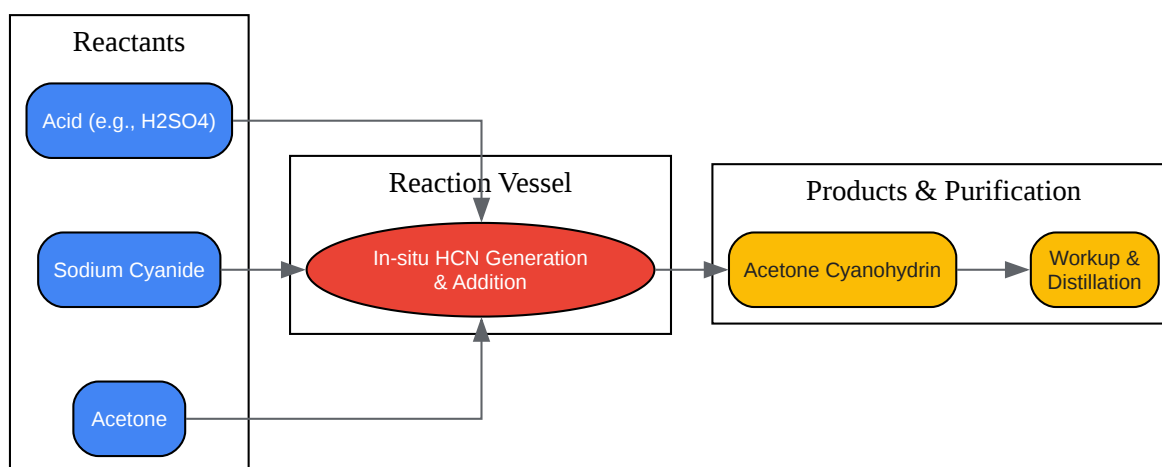 Reactants
Acid (e.g., H2SO4)
Sodium Cyanide
Acetone
Reaction Vessel
In-situ HCN Generation
& Addition
Products & Purification
Acetone Cyanohydrin
Workup &
Distillation